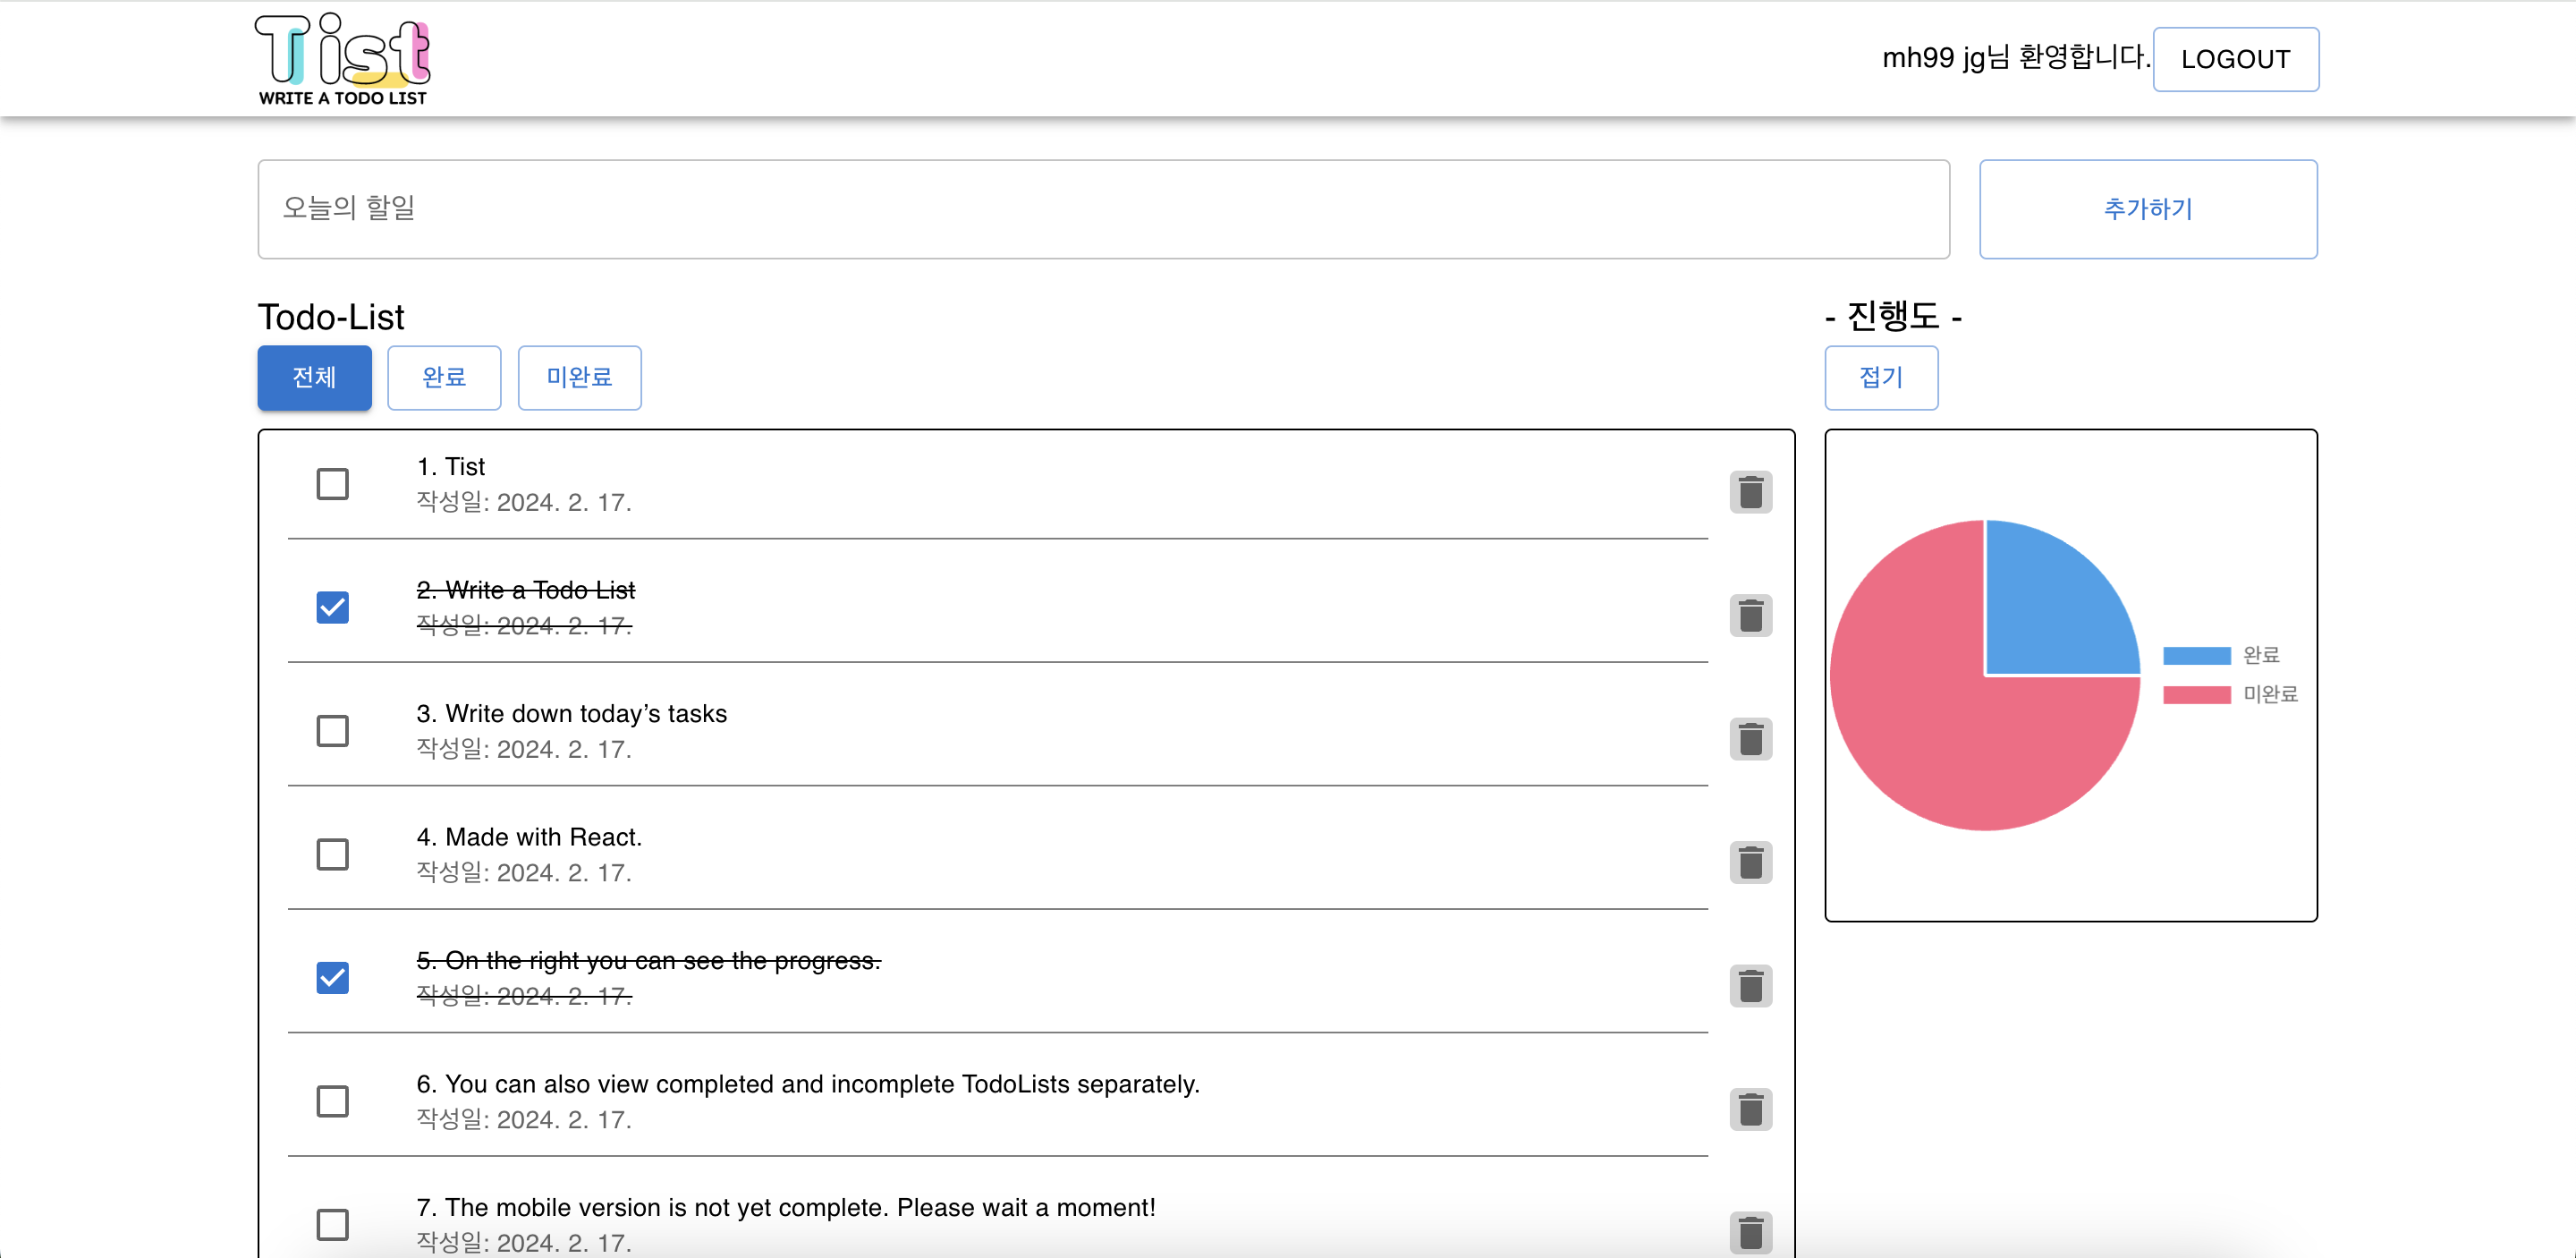 Tist
WRITE A TODO LIST
mh99 jg님 환영합니다.
LOGOUT
오늘의 할일
추가하기
Todo-List
전체
완료
미완료
1. Tist
작성일: 2024. 2. 17.
2. Write a Todo List
작성일: 2024. 2. 17.
3. Write down today’s tasks
작성일: 2024. 2. 17.
4. Made with React.
작성일: 2024. 2. 17.
5. On the right you can see the progress.
작성일: 2024. 2. 17.
6. You can also view completed and incomplete TodoLists separately.
작성일: 2024. 2. 17.
7. The mobile version is not yet complete. Please wait a moment!
작성일: 2024. 2. 17.
- 진행도 -
접기
완료
미완료